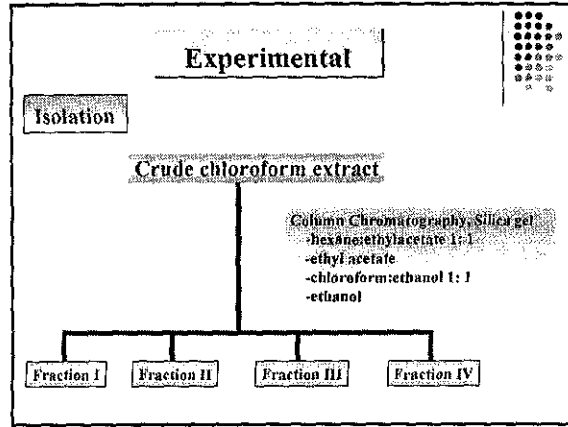 Experimental
Isolation
Crude chloroform extract
Column Chromatography, Silica gel
-hexane:ethylacetate 1: 1
-ethyl acetate
-chloroform:ethanol 1: 1
-ethanol
Fraction I Fraction II Fraction III Fraction IV